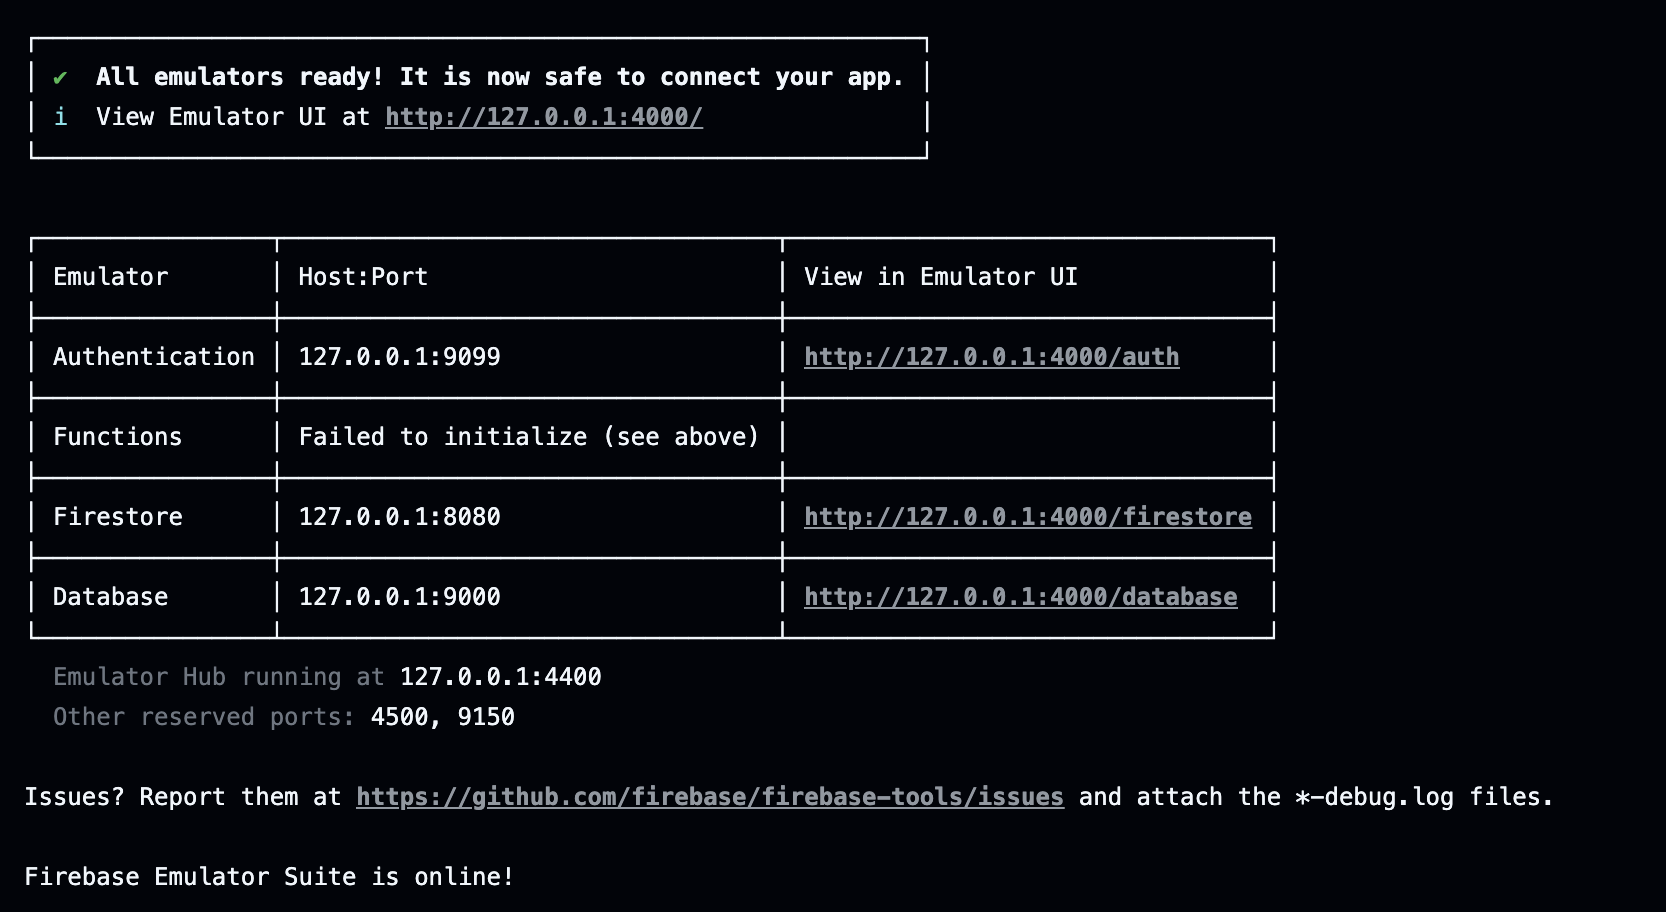 ✔  All emulators ready! It is now safe to connect your app.
i  View Emulator UI at http://127.0.0.1:4000/
Emulator Host:Port View in Emulator UI
Authentication 127.0.0.1:9099 http://127.0.0.1:4000/auth
Functions Failed to initialize (see above)
Firestore 127.0.0.1:8080 http://127.0.0.1:4000/firestore
Database 127.0.0.1:9000 http://127.0.0.1:4000/database
Emulator Hub running at 127.0.0.1:4400
Other reserved ports: 4500, 9150
Issues? Report them at https://github.com/firebase/firebase-tools/issues and attach the *-debug.log files.
Firebase Emulator Suite is online!